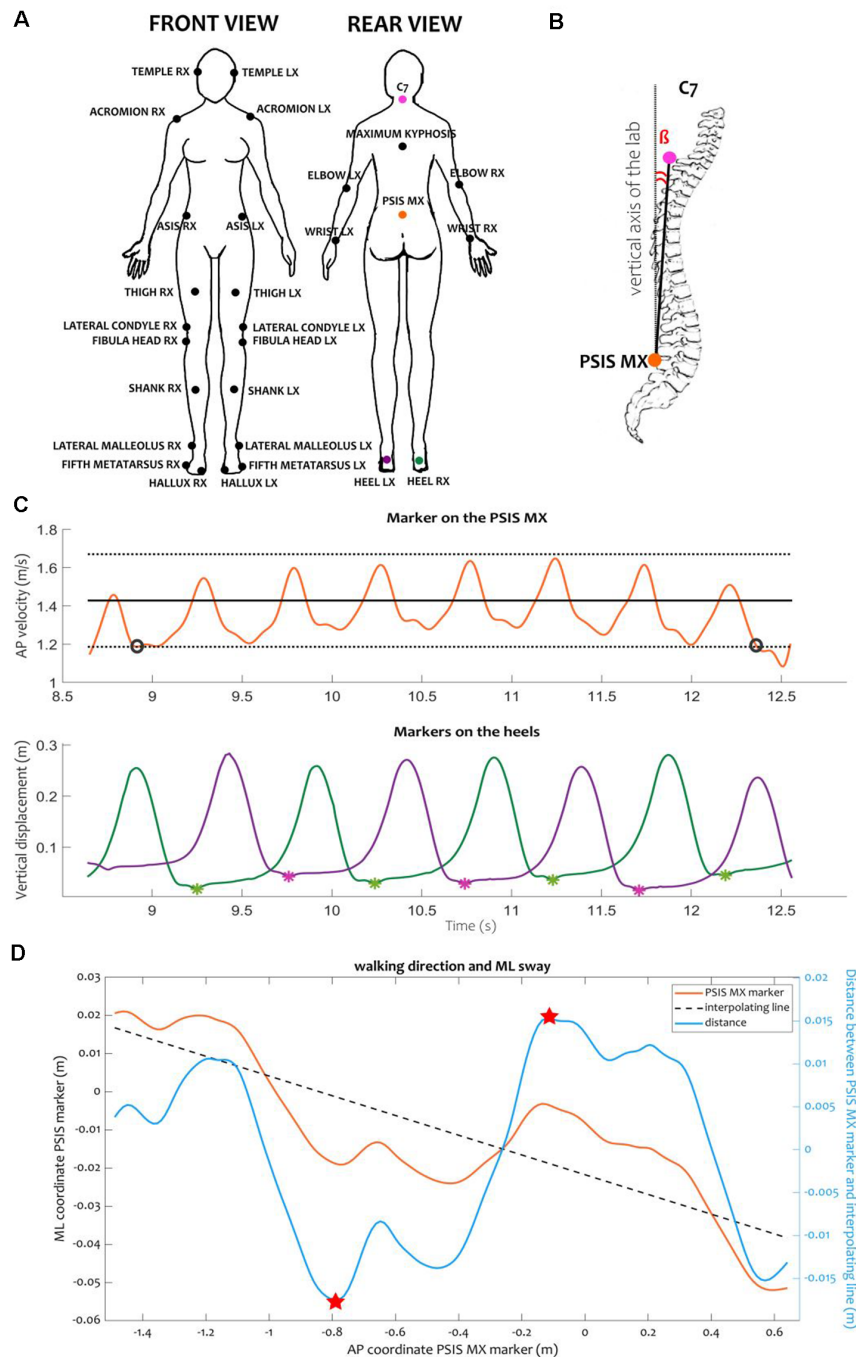 A
FRONT VIEW
REAR VIEW
TEMPLE RX
TEMPLE LX
C7
ACROMION RX
ACROMION LX
MAXIMUM KYPHOSIS
ELBOW LX
ELBOW RX
PSIS MX
ASIS RX
ASIS LX
WRIST LX
WRIST RX
THIGH RX
THIGH LX
LATERAL CONDYLE RX
LATERAL CONDYLE LX
FIBULA HEAD RX
FIBULA HEAD LX
SHANK RX
SHANK LX
LATERAL MALLEOLUS RX
LATERAL MALLEOLUS LX
FIFTH METATARSUS RX
FIFTH METATARSUS LX
HALLUX RX
HALLUX LX
HEEL LX
HEEL RX
B
C7
ß
vertical axis of the lab
PSIS MX
C
Marker on the PSIS MX
AP velocity (m/s)
1.8
1.6
1.4
1.2
1
8.5
9
9.5
10
10.5
11
11.5
12
12.5
Markers on the heels
Vertical displacement (m)
0.3
0.2
0.1
9
9.5
10
10.5
11
11.5
12
12.5
Time (s)
D
walking direction and ML sway
ML coordinate PSIS marker (m)
0.03
0.02
0.01
0
-0.01
-0.02
-0.03
-0.04
-0.05
-0.06
PSIS MX marker
interpolating line
distance
0.02
0.015
0.01
0.005
0
-0.005
-0.01
-0.015
Distance between PSIS MX marker and interpolating line (m)
-1.4
-1.2
-1
-0.8
-0.6
-0.4
-0.2
0
0.2
0.4
0.6
AP coordinate PSIS MX marker (m)